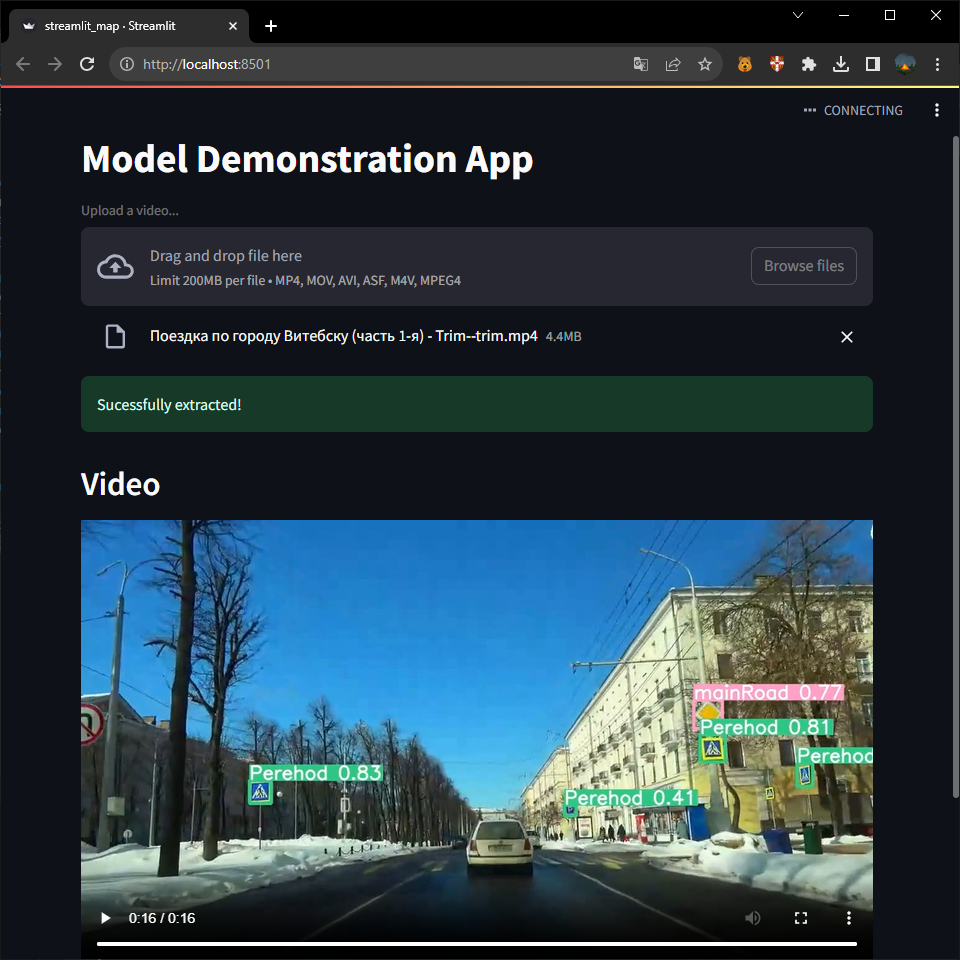 streamlit_map · Streamlit
http://localhost:8501
CONNECTING
Model Demonstration App
Upload a video...
Drag and drop file here
Limit 200MB per file • MP4, MOV, AVI, ASF, M4V, MPEG4
Browse files
Поездка по городу Витебску (часть 1-я) - Trim--trim.mp4 4.4MB
Sucessfully extracted!
Video
mainRoad 0.77
Perehod 0.81
Perehod
Perehod 0.83
Perehod 0.41
0:16 / 0:16